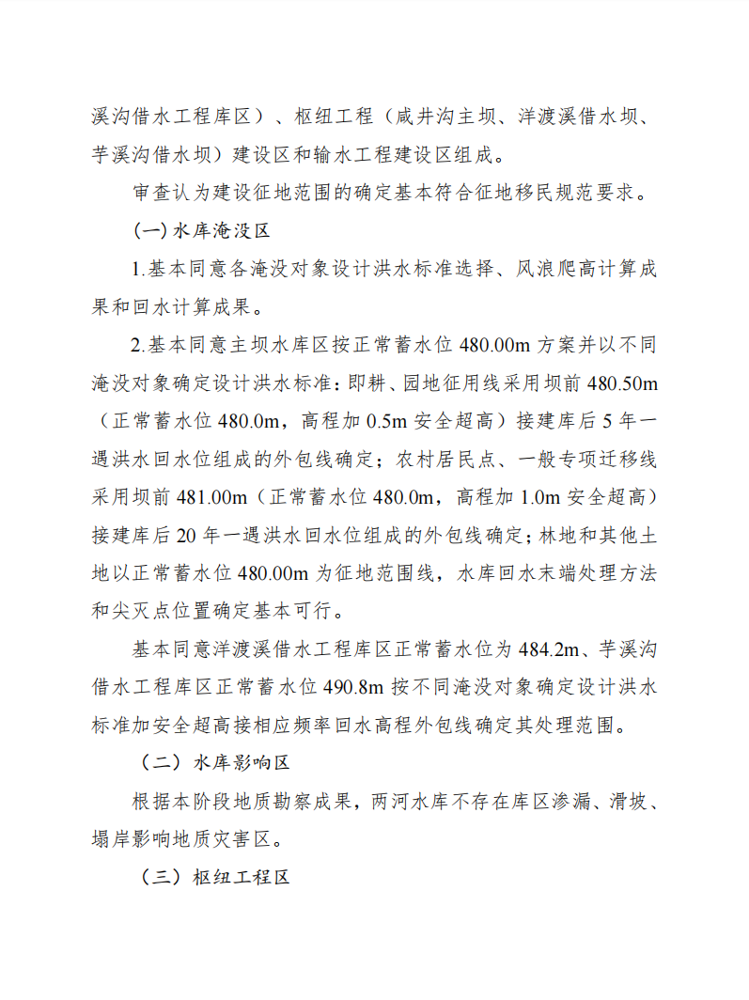 溪沟借水工程库区）、枢纽工程（咸井沟主坝、洋渡溪借水坝、
芋溪沟借水坝）建设区和输水工程建设区组成。
审查认为建设征地范围的确定基本符合征地移民规范要求。
(一)水库淹没区
1.基本同意各淹没对象设计洪水标准选择、风浪爬高计算成
果和回水计算成果。
2.基本同意主坝水库区按正常蓄水位 480.00m 方案并以不同
淹没对象确定设计洪水标准：即耕、园地征用线采用坝前 480.50m
（正常蓄水位 480.0m，高程加 0.5m 安全超高）接建库后 5 年一
遇洪水回水位组成的外包线确定；农村居民点、一般专项迁移线
采用坝前 481.00m（正常蓄水位 480.0m，高程加 1.0m 安全超高）
接建库后 20 年一遇洪水回水位组成的外包线确定；林地和其他土
地以正常蓄水位 480.00m 为征地范围线，水库回水末端处理方法
和尖灭点位置确定基本可行。
基本同意洋渡溪借水工程库区正常蓄水位为 484.2m、芋溪沟
借水工程库区正常蓄水位 490.8m 按不同淹没对象确定设计洪水
标准加安全超高接相应频率回水高程外包线确定其处理范围。
（二）水库影响区
根据本阶段地质勘察成果，两河水库不存在库区渗漏、滑坡、
塌岸影响地质灾害区。
（三）枢纽工程区